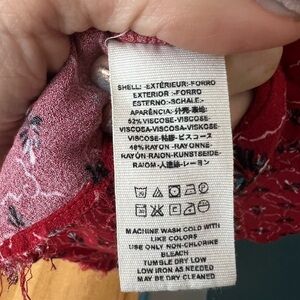 SHELL: -EXTÉRIEUR:-FORRO
EXTERIOR :-FORRO
ESTERNO:-SCHALE:-
APARÊNCIA:-外壳:-表
52% VISCOSE-VISCOSE-
VISCOSA-VISCOSA-VISKOSE-
VISCOSE-粘胶-ビスコース
48% RAYON-RAYONNE-
RAYÓN-RAION-KUNSTSEIDE-
RAION-人造絲-レーヨン
MACHINE WASH COLD WITH
LIKE COLORS
USE ONLY NON-CHLORINE
BLEACH
TUMBLE DRY LOW
LOW IRON AS NEEDED
MAY BE DRY CLEANED